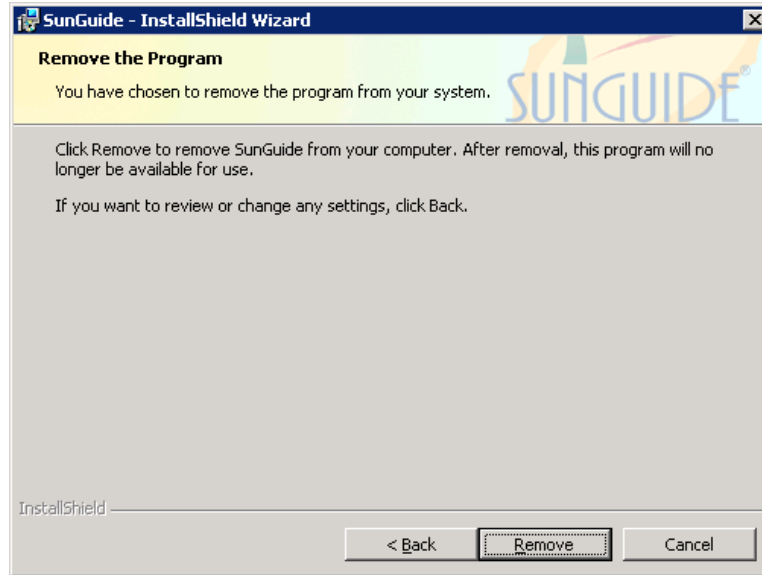 SunGuide - InstallShield Wizard
Remove the Program
You have chosen to remove the program from your system.
SUNGUIDE®
Click Remove to remove SunGuide from your computer. After removal, this program will no
longer be available for use.
If you want to review or change any settings, click Back.
InstallShield
< Back
Remove
Cancel